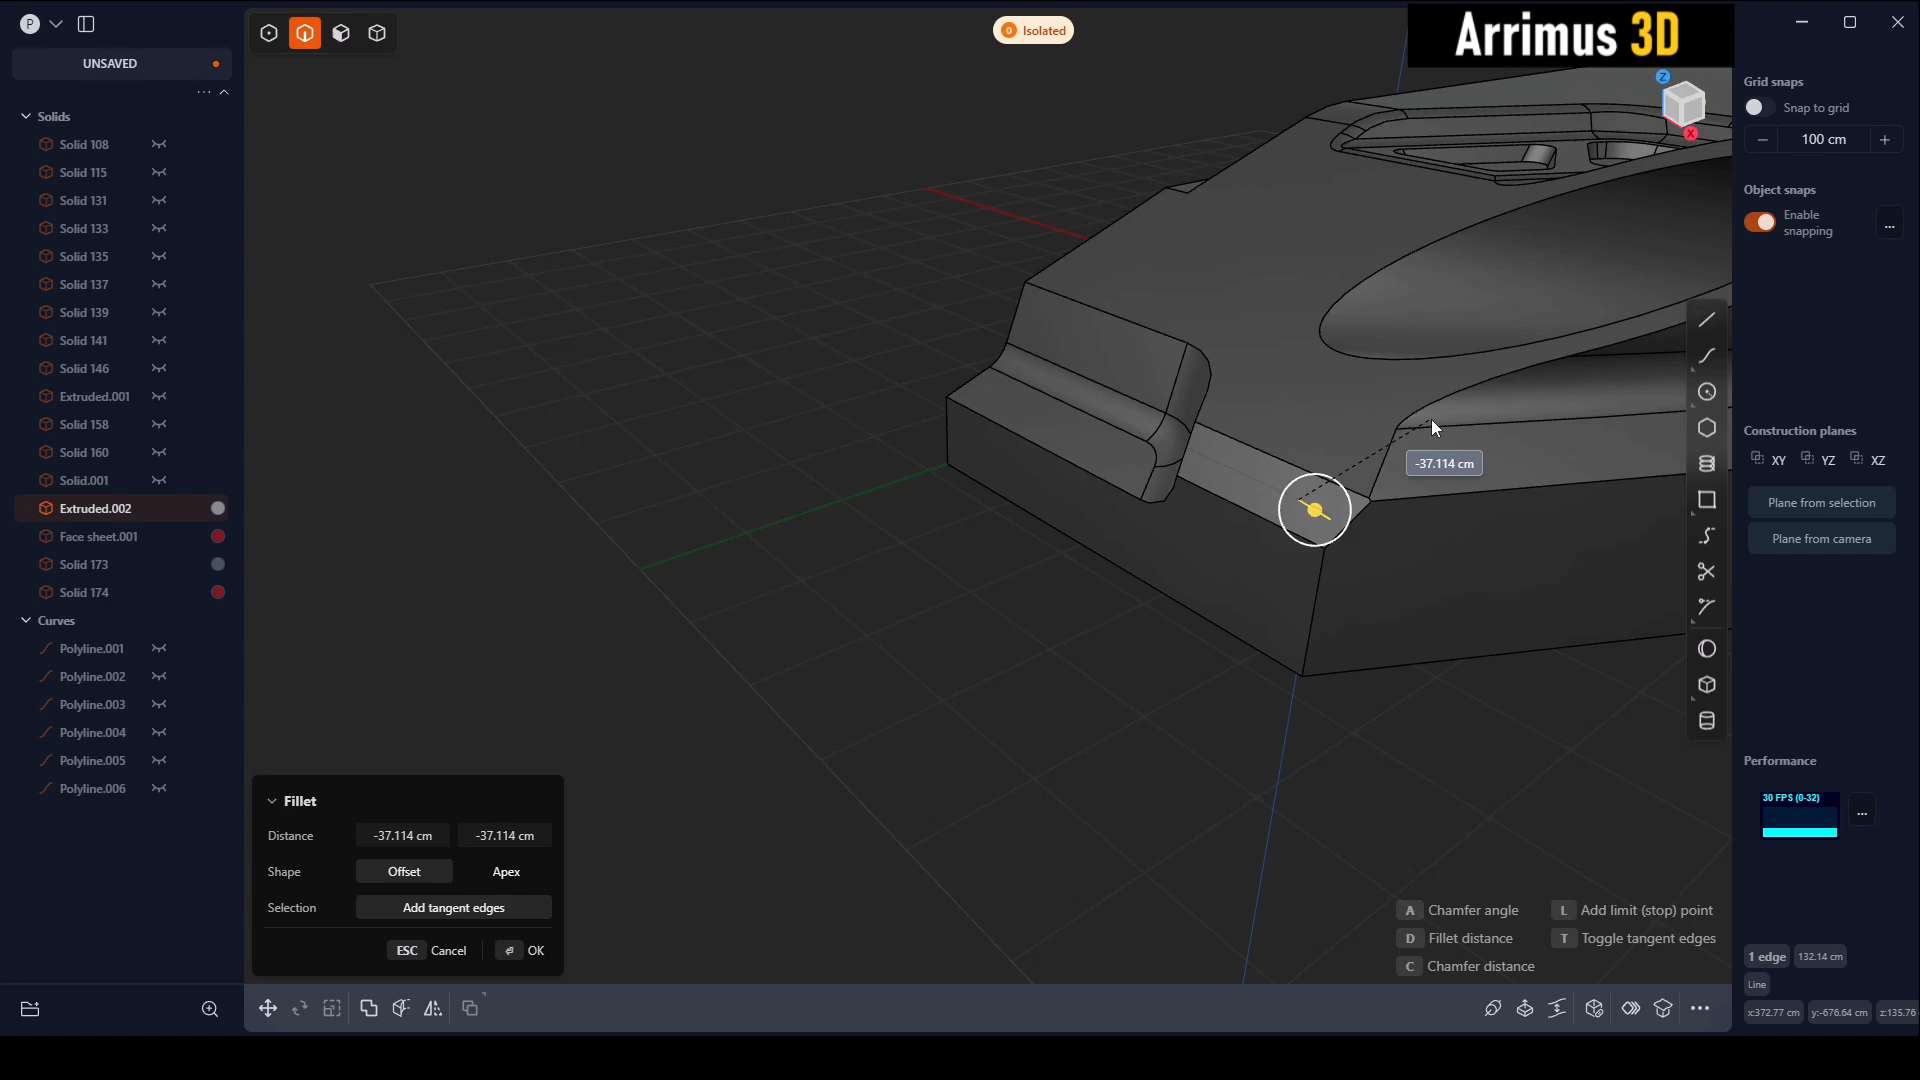 P
UNSAVED
Solids
Solid 108
Solid 115
Solid 131
Solid 133
Solid 135
Solid 137
Solid 139
Solid 141
Solid 146
Extruded.001
Solid 158
Solid 160
Solid.001
Extruded.002
Face sheet.001
Solid 173
Solid 174
Curves
Polyline.001
Polyline.002
Polyline.003
Polyline.004
Polyline.005
Polyline.006
0 Isolated
Arrimus 3D
Z
X
-37.114 cm
Fillet
Distance -37.114 cm -37.114 cm
Shape Offset Apex
Selection Add tangent edges
ESC Cancel OK
A Chamfer angle L Add limit (stop) point
D Fillet distance T Toggle tangent edges
C Chamfer distance
Grid snaps
Snap to grid
100 cm
Object snaps
Enable
snapping
...
Construction planes
XY YZ XZ
Plane from selection
Plane from camera
Performance
30 FPS (0-32)
...
1 edge 132.14 cm
Line
x:372.77 cm y:-676.64 cm z:135.76